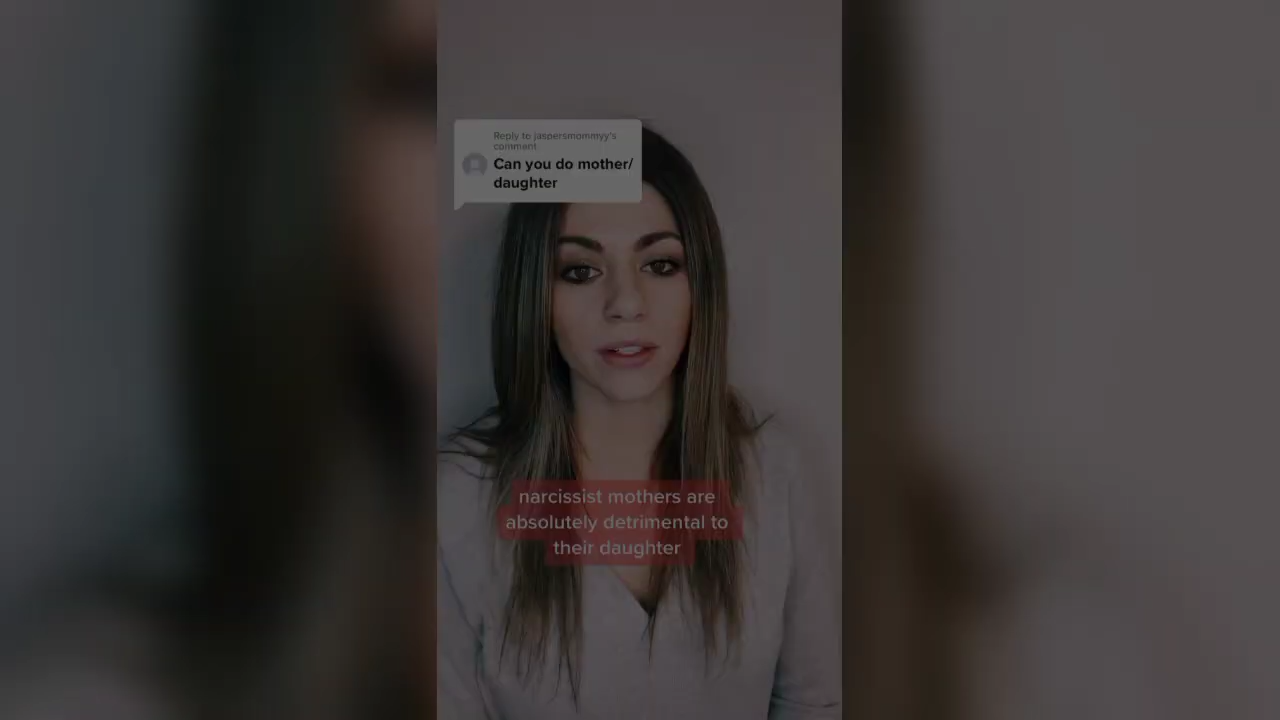 Reply to jaspersmommyy's
comment
Can you do mother/
daughter
narcissist mothers are
absolutely detrimental to
their daughter